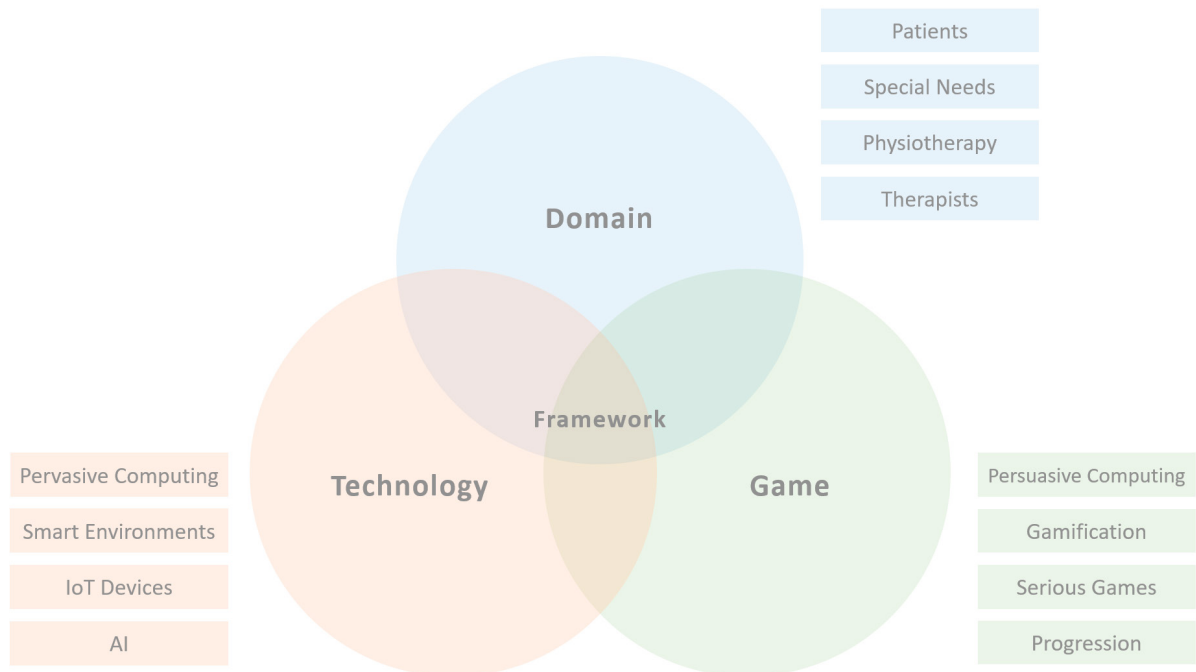 Patients
Special Needs
Physiotherapy
Therapists
Domain
Framework
Technology
Game
Pervasive Computing
Smart Environments
IoT Devices
AI
Persuasive Computing
Gamification
Serious Games
Progression